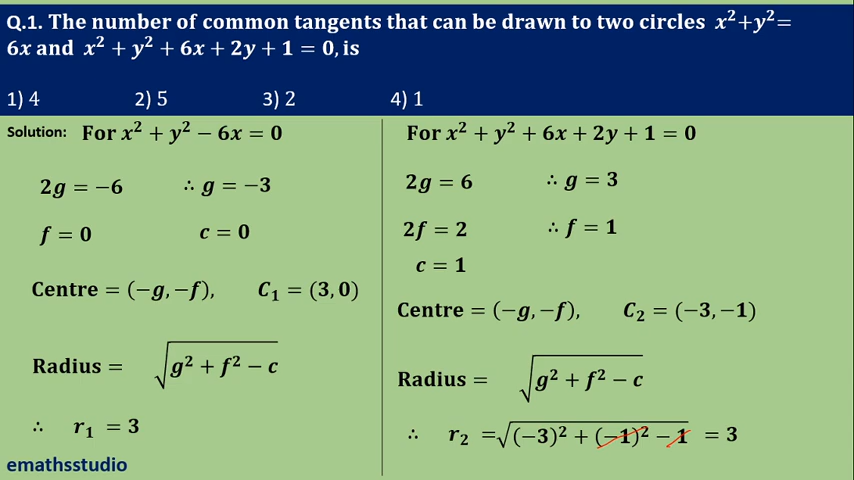 Q.1. The number of common tangents that can be drawn to two circles x²+y²=
6x and x² + y² + 6x + 2y + 1 = 0, is
1) 4 2) 5 3) 2 4) 1
Solution: For x² + y² − 6x = 0
2g = −6 ∴ g = −3
f = 0 c = 0
Centre = (−g, −f), C₁ = (3, 0)
Radius = √(g² + f² − c)
∴ r₁ = 3
emathsstudio
For x² + y² + 6x + 2y + 1 = 0
2g = 6 ∴ g = 3
2f = 2 ∴ f = 1
c = 1
Centre = (−g, −f), C₂ = (−3, −1)
Radius = √(g² + f² − c)
∴ r₂ =√((−3)² + (−1)² − 1) = 3